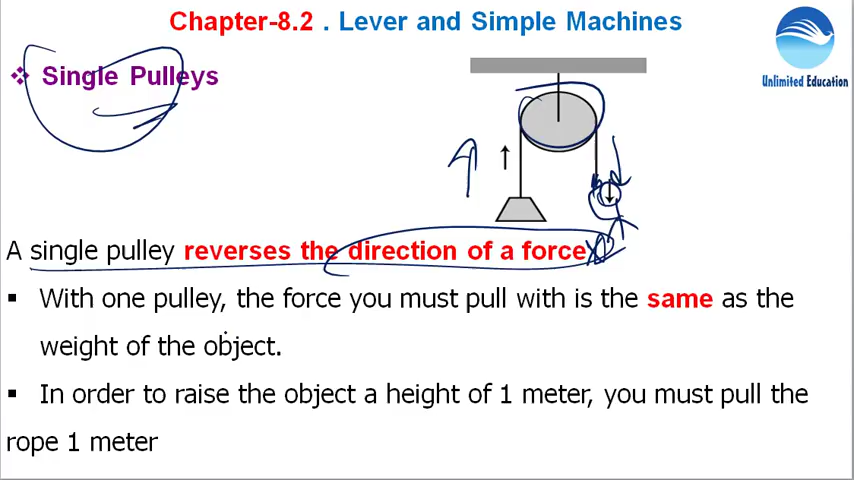 Chapter-8.2 . Lever and Simple Machines
❖ Single Pulleys
Unlimited Education
A single pulley reverses the direction of a force
▪ With one pulley, the force you must pull with is the same as the
weight of the object.
▪ In order to raise the object a height of 1 meter, you must pull the
rope 1 meter